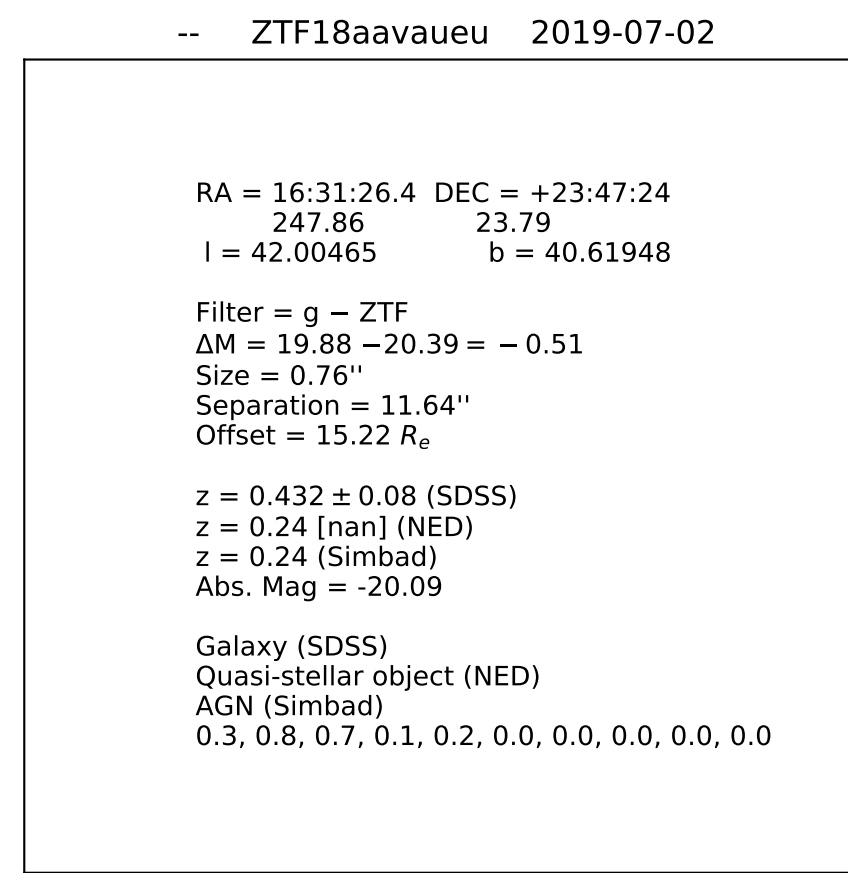 -- ZTF18aavaueu 2019-07-02
RA = 16:31:26.4 DEC = +23:47:24
247.86 23.79
l = 42.00465 b = 40.61948
Filter = g − ZTF
ΔM = 19.88 −20.39 = − 0.51
Size = 0.76''
Separation = 11.64''
Offset = 15.22 Re
z = 0.432 ± 0.08 (SDSS)
z = 0.24 [nan] (NED)
z = 0.24 (Simbad)
Abs. Mag = -20.09
Galaxy (SDSS)
Quasi-stellar object (NED)
AGN (Simbad)
0.3, 0.8, 0.7, 0.1, 0.2, 0.0, 0.0, 0.0, 0.0, 0.0